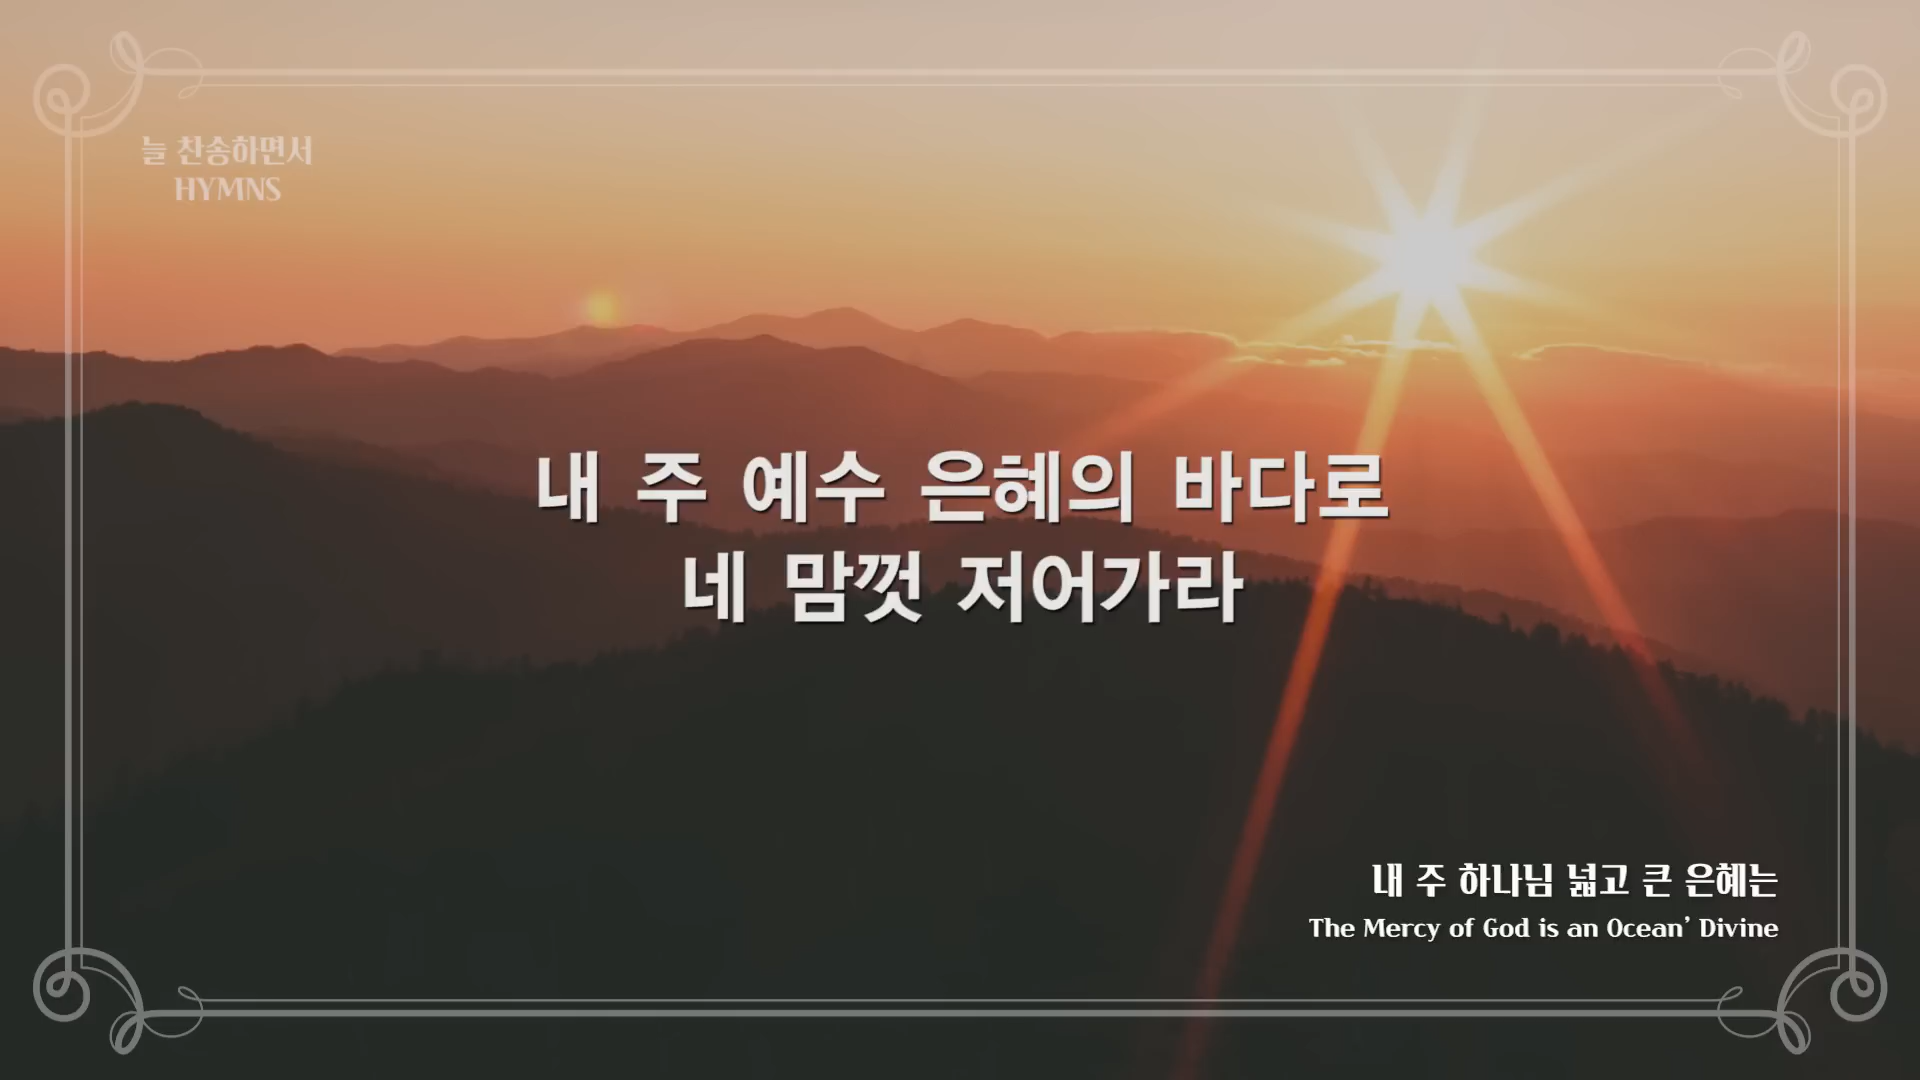 늘 찬송하면서
HYMNS
내 주 예수 은혜의 바다로
네 맘껏 저어가라
내 주 하나님 넓고 큰 은혜는
The Mercy of God is an Ocean’ Divine